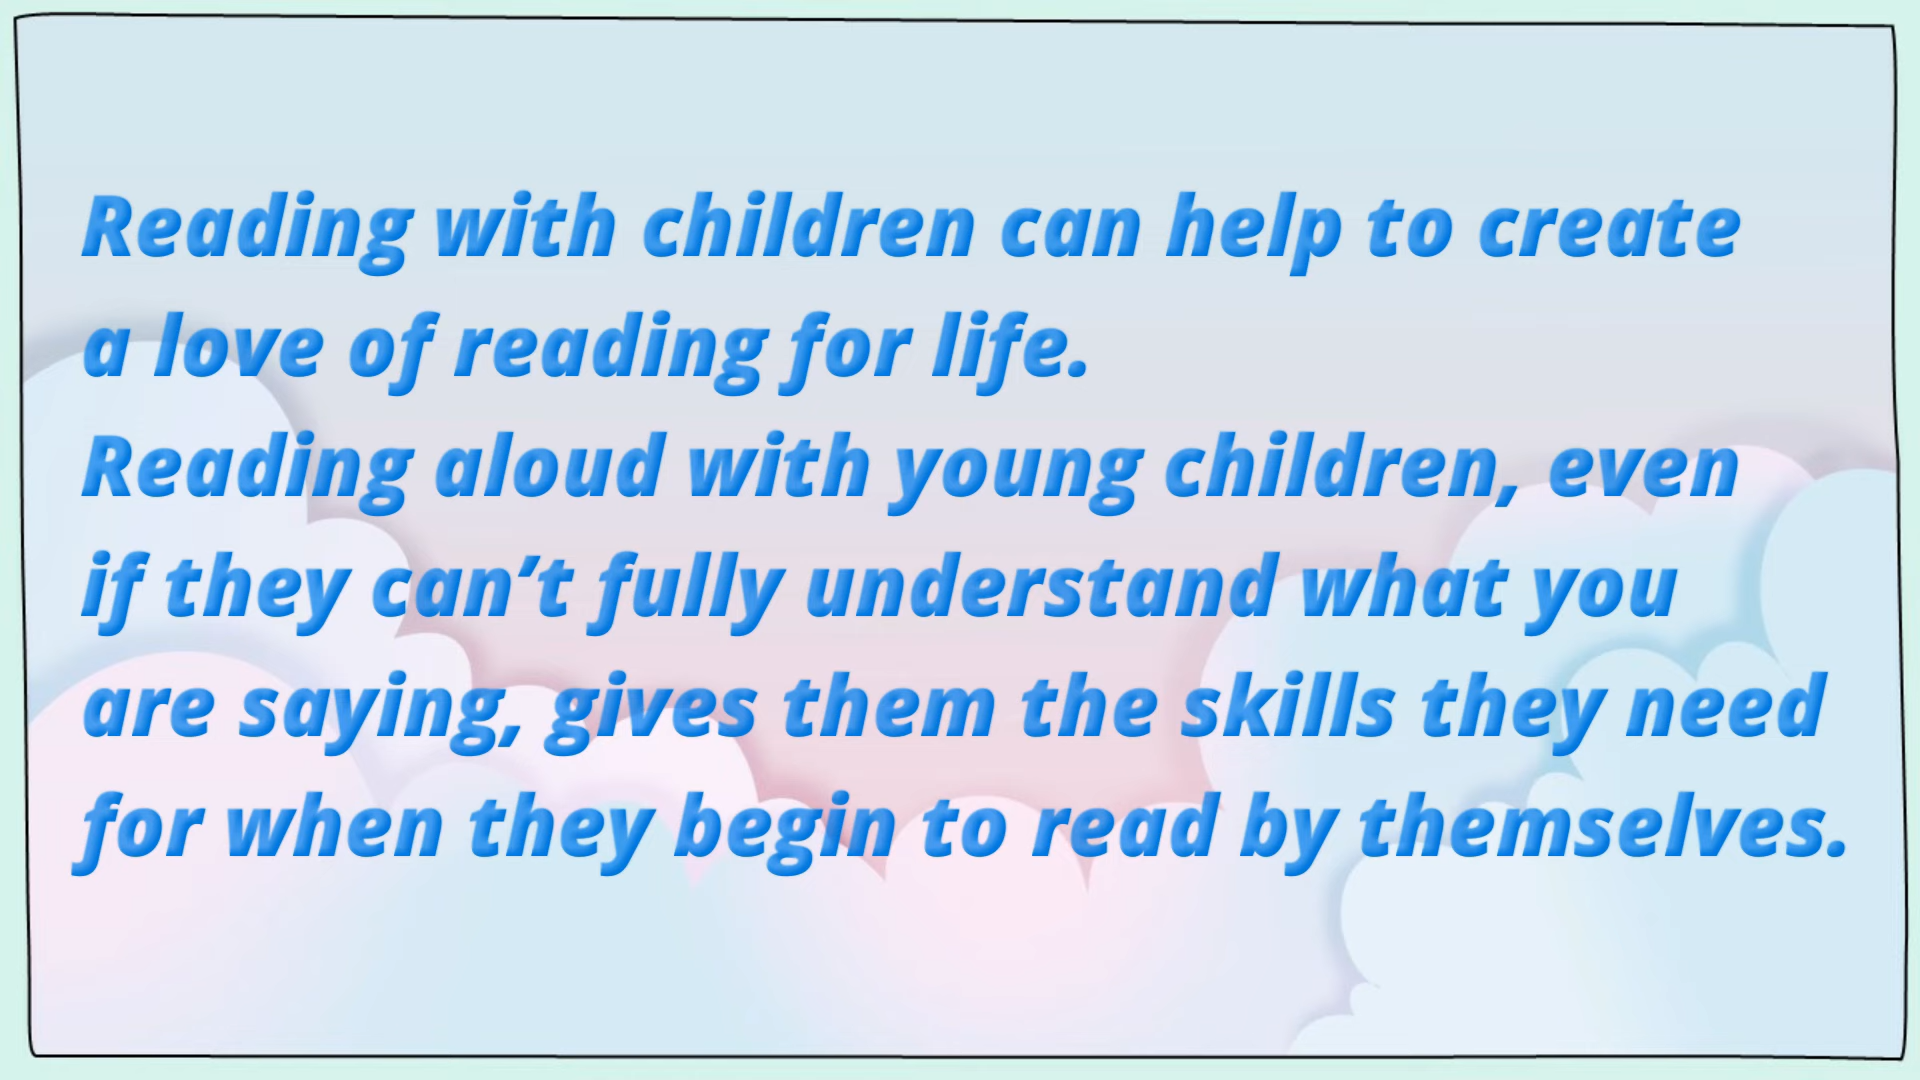 Reading with children can help to create
a love of reading for life.
Reading aloud with young children, even
if they can’t fully understand what you
are saying, gives them the skills they need
for when they begin to read by themselves.